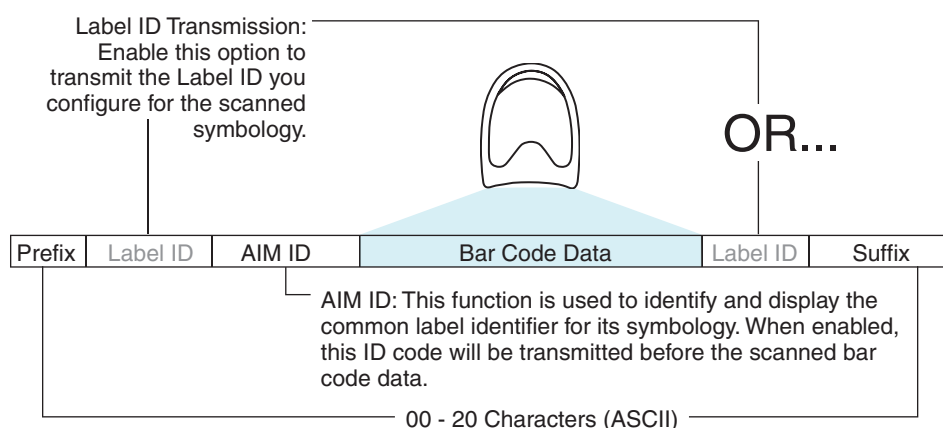 Label ID Transmission:
Enable this option to
transmit the Label ID you
configure for the scanned
symbology.
OR...
Prefix Label ID AIM ID Bar Code Data Label ID Suffix
AIM ID: This function is used to identify and display the
common label identifier for its symbology. When enabled,
this ID code will be transmitted before the scanned bar
code data.
00 - 20 Characters (ASCII)